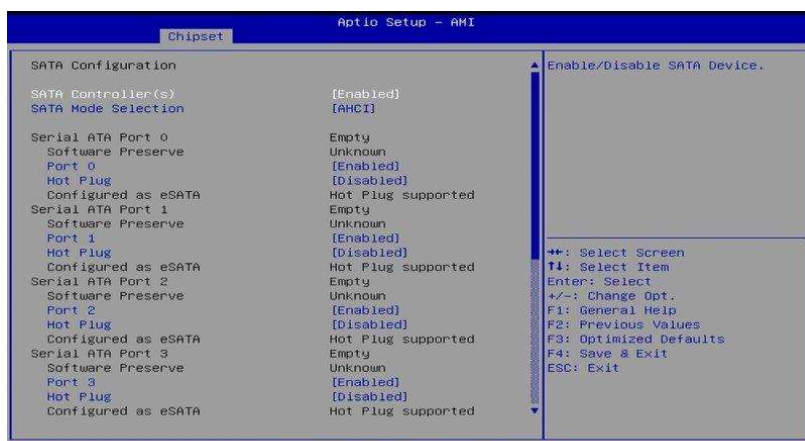 Aptio Setup – AMI
Chipset
SATA Configuration
SATA Controller(s) [Enabled]
SATA Mode Selection [AHCI]
Serial ATA Port 0 Empty
Software Preserve Unknown
Port 0 [Enabled]
Hot Plug [Disabled]
Configured as eSATA Hot Plug supported
Serial ATA Port 1 Empty
Software Preserve Unknown
Port 1 [Enabled]
Hot Plug [Disabled]
Configured as eSATA Hot Plug supported
Serial ATA Port 2 Empty
Software Preserve Unknown
Port 2 [Enabled]
Hot Plug [Disabled]
Configured as eSATA Hot Plug supported
Serial ATA Port 3 Empty
Software Preserve Unknown
Port 3 [Enabled]
Hot Plug [Disabled]
Configured as eSATA Hot Plug supported
Enable/Disable SATA Device.
→←: Select Screen
↑↓: Select Item
Enter: Select
+/-: Change Opt.
F1: General Help
F2: Previous Values
F3: Optimized Defaults
F4: Save & Exit
ESC: Exit